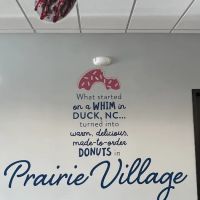 What started
on a WHIM in
DUCK, NC...
turned into
warm, delicious,
made-to-order
DONUTS in
Prairie Village